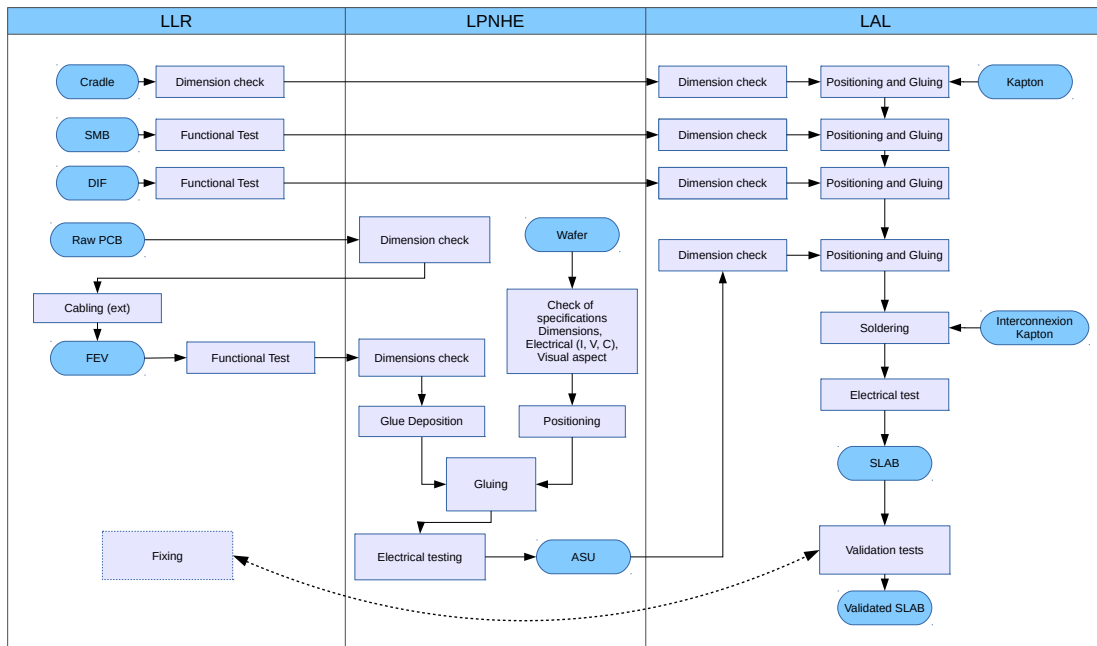 LLR
LPNHE
LAL
Cradle
Dimension check
Dimension check
Positioning and Gluing
Kapton
SMB
Functional Test
Dimension check
Positioning and Gluing
DIF
Functional Test
Dimension check
Positioning and Gluing
Raw PCB
Dimension check
Wafer
Dimension check
Positioning and Gluing
Cabling (ext)
Check of
specifications
Dimensions,
Electrical (I, V, C),
Visual aspect
Soldering
Interconnexion
Kapton
FEV
Functional Test
Dimensions check
Electrical test
Glue Deposition
Positioning
SLAB
Gluing
Fixing
Electrical testing
ASU
Validation tests
Validated SLAB